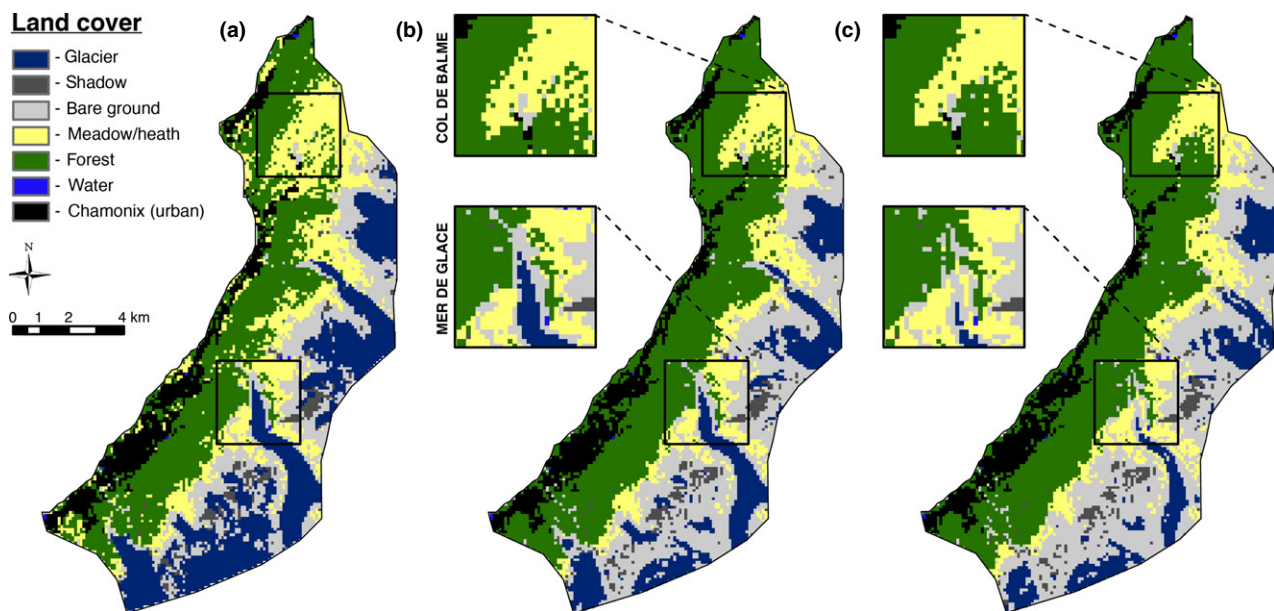 Land cover
- Glacier
- Shadow
- Bare ground
- Meadow/heath
- Forest
- Water
- Chamonix (urban)
N
0 1 2 4 km
(a)
(b)
(c)
COL DE BALME
MER DE GLACE